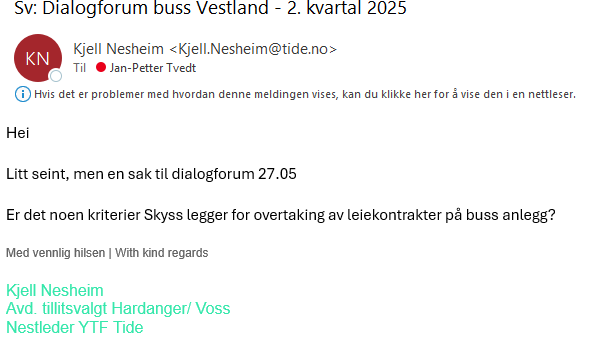 Sv: Dialogforum buss Vestland - 2. kvartal 2025
KN
Kjell Nesheim <Kjell.Nesheim@tide.no>
Til Jan-Petter Tvedt
Hvis det er problemer med hvordan denne meldingen vises, kan du klikke her for å vise den i en nettleser.
Hei
Litt seint, men en sak til dialogforum 27.05
Er det noen kriterier Skyss legger for overtaking av leiekontrakter på buss anlegg?
Med vennlig hilsen | With kind regards
Kjell Nesheim
Avd. tillitsvalgt Hardanger/ Voss
Nestleder YTF Tide